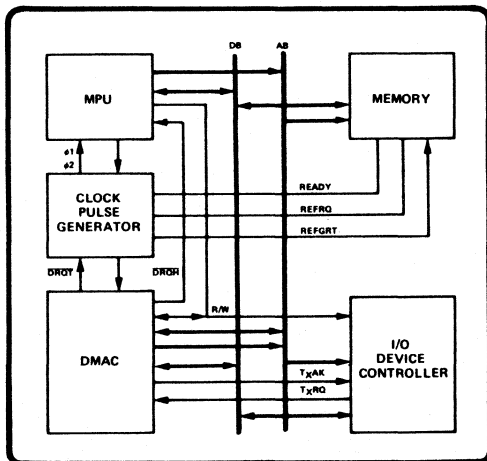 DB AB
MPU
MEMORY
φ1
φ2
CLOCK
PULSE
GENERATOR
READY
REFRQ
REFGRT
DRQT
DRQH
R/W
DMAC
I/O
DEVICE
CONTROLLER
TXAK
TXRQ